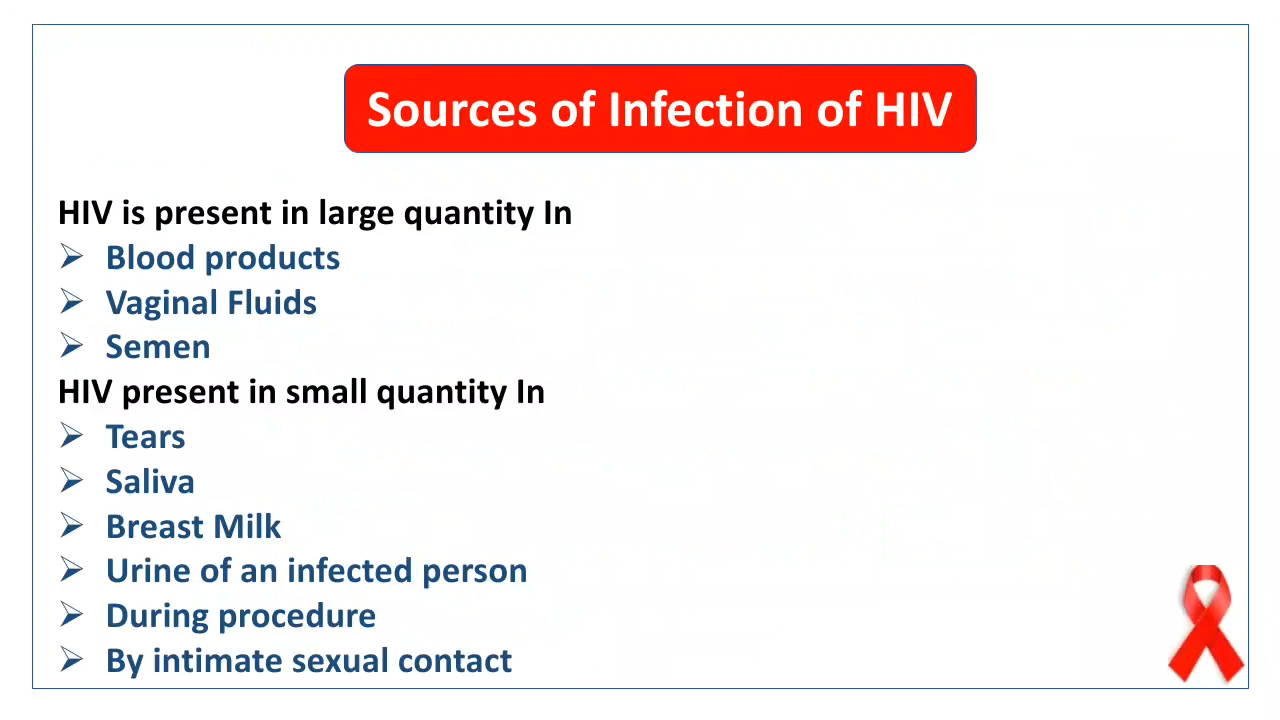 Sources of Infection of HIV
HIV is present in large quantity In
➢ Blood products
➢ Vaginal Fluids
➢ Semen
HIV present in small quantity In
➢ Tears
➢ Saliva
➢ Breast Milk
➢ Urine of an infected person
➢ During procedure
➢ By intimate sexual contact